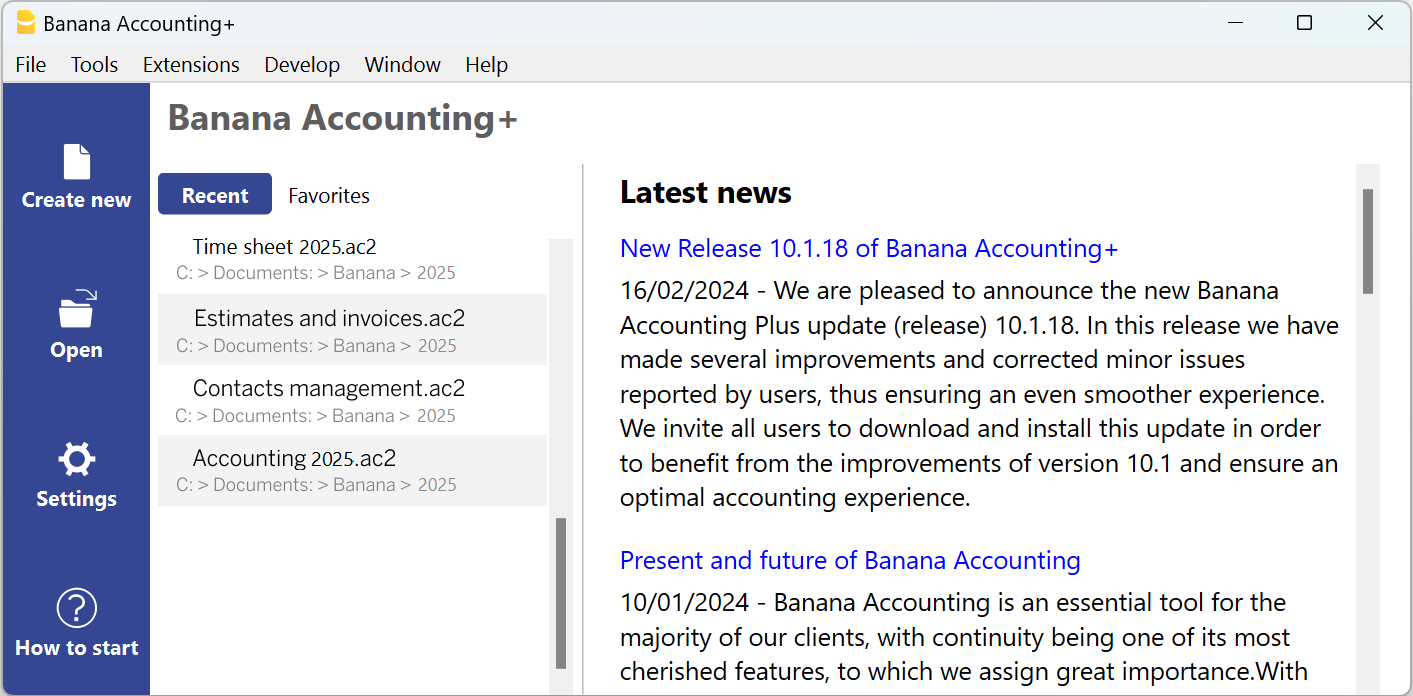 Banana Accounting+
File Tools Extensions Develop Window Help
Banana Accounting+
Create new
Open
Settings
How to start
Recent Favorites
Time sheet 2025.ac2
C: > Documents: > Banana > 2025
Estimates and invoices.ac2
C: > Documents: > Banana > 2025
Contacts management.ac2
C: > Documents: > Banana > 2025
Accounting 2025.ac2
C: > Documents: > Banana > 2025
Latest news
New Release 10.1.18 of Banana Accounting+
16/02/2024 - We are pleased to announce the new Banana
Accounting Plus update (release) 10.1.18. In this release we have
made several improvements and corrected minor issues
reported by users, thus ensuring an even smoother experience.
We invite all users to download and install this update in order
to benefit from the improvements of version 10.1 and ensure an
optimal accounting experience.
Present and future of Banana Accounting
10/01/2024 - Banana Accounting is an essential tool for the
majority of our clients, with continuity being one of its most
cherished features, to which we assign great importance.With